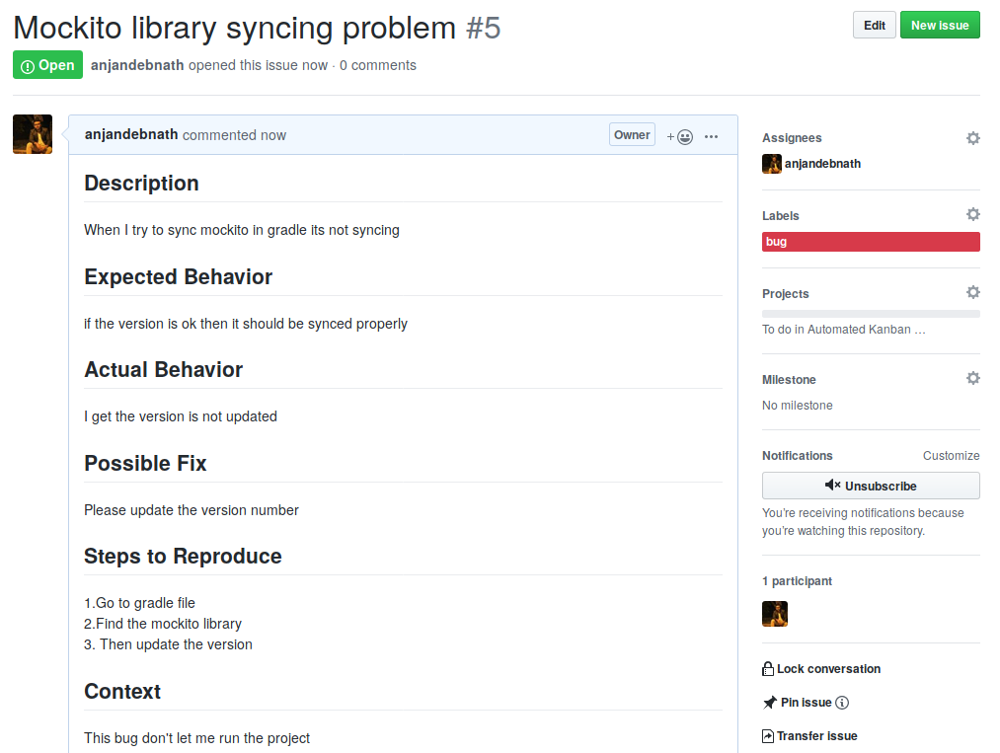 Mockito library syncing problem #5
Edit
New issue
Open
anjandebnath opened this issue now · 0 comments
anjandebnath commented now
Owner
Description
When I try to sync mockito in gradle its not syncing
Expected Behavior
if the version is ok then it should be synced properly
Actual Behavior
I get the version is not updated
Possible Fix
Please update the version number
Steps to Reproduce
1.Go to gradle file
2.Find the mockito library
3. Then update the version
Context
This bug don't let me run the project
Assignees
anjandebnath
Labels
bug
Projects
To do in Automated Kanban …
Milestone
No milestone
Notifications
Customize
Unsubscribe
You're receiving notifications because
you're watching this repository.
1 participant
Lock conversation
Pin issue
Transfer issue